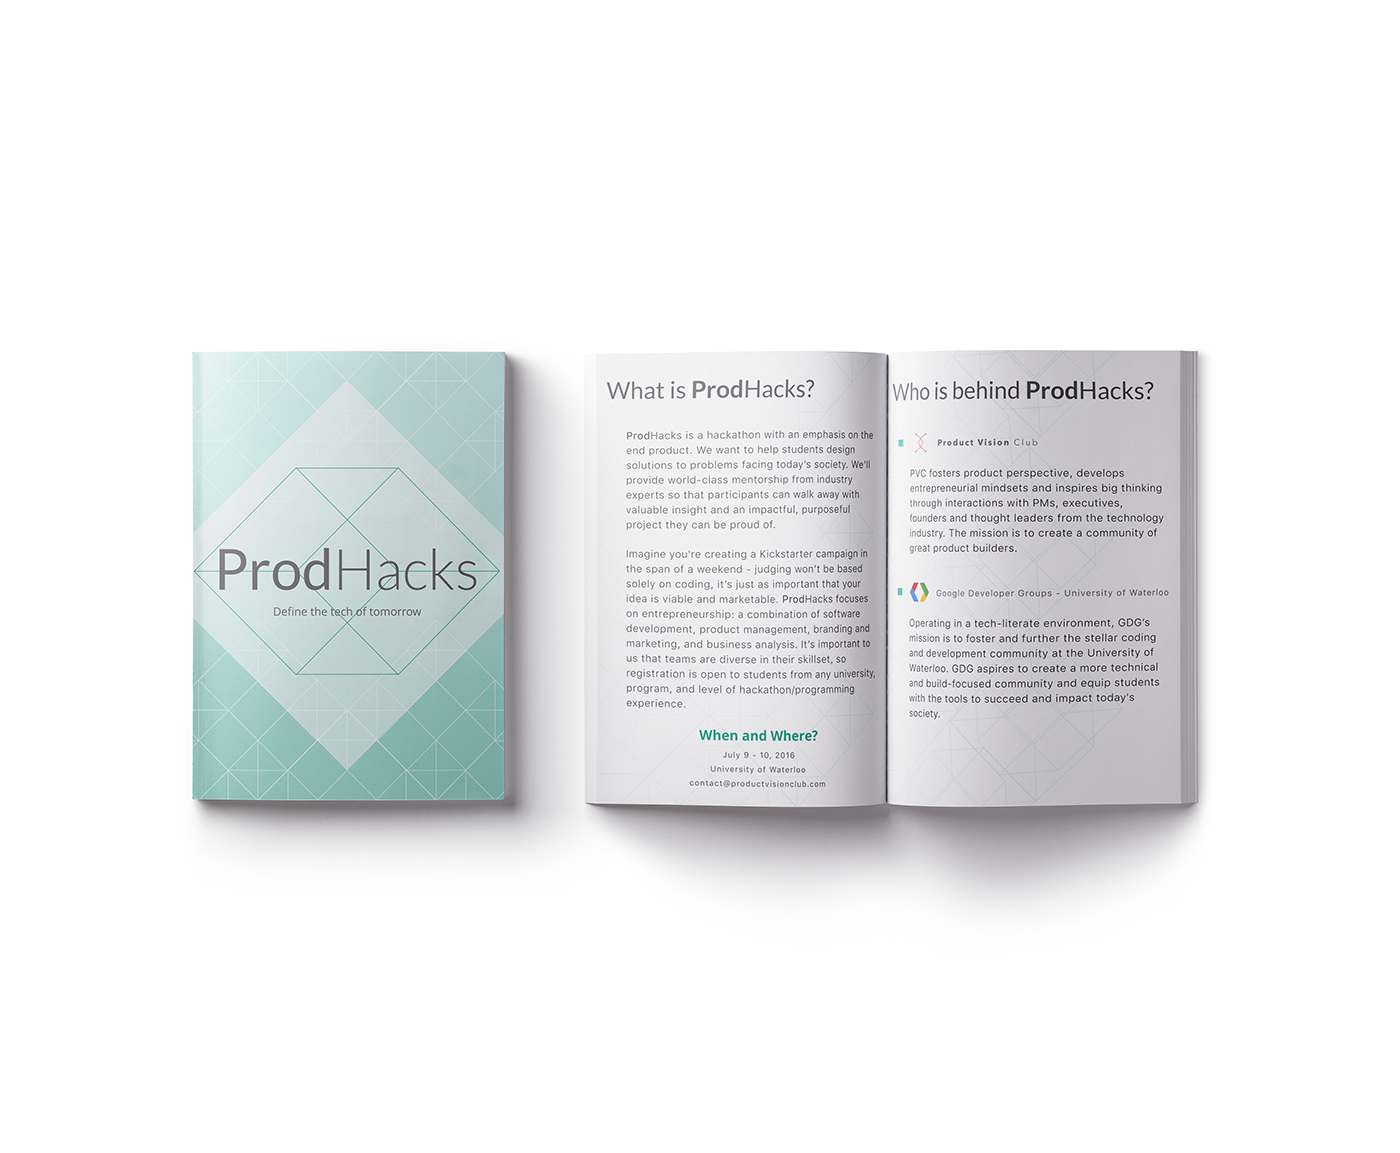 ProdHacks
Define the tech of tomorrow
What is ProdHacks?
ProdHacks is a hackathon with an emphasis on the
end product. We want to help students design
solutions to problems facing today's society. We'll
provide world-class mentorship from industry
experts so that participants can walk away with
valuable insight and an impactful, purposeful
project they can be proud of.
Imagine you're creating a Kickstarter campaign in
the span of a weekend - judging won't be based
solely on coding, it's just as important that your
idea is viable and marketable. ProdHacks focuses
on entrepreneurship: a combination of software
development, product management, branding and
marketing, and business analysis. It's important to
us that teams are diverse in their skillset, so
registration is open to students from any university,
program, and level of hackathon/programming
experience.
When and Where?
July 9 - 10, 2016
University of Waterloo
contact@productvisionclub.com
Who is behind ProdHacks?
Product Vision Club
PVC fosters product perspective, develops
entrepreneurial mindsets and inspires big thinking
through interactions with PMs, executives,
founders and thought leaders from the technology
industry. The mission is to create a community of
great product builders.
Google Developer Groups - University of Waterloo
Operating in a tech-literate environment, GDG's
mission is to foster and further the stellar coding
and development community at the University of
Waterloo. GDG aspires to create a more technical
and build-focused community and equip students
with the tools to succeed and impact today's
society.